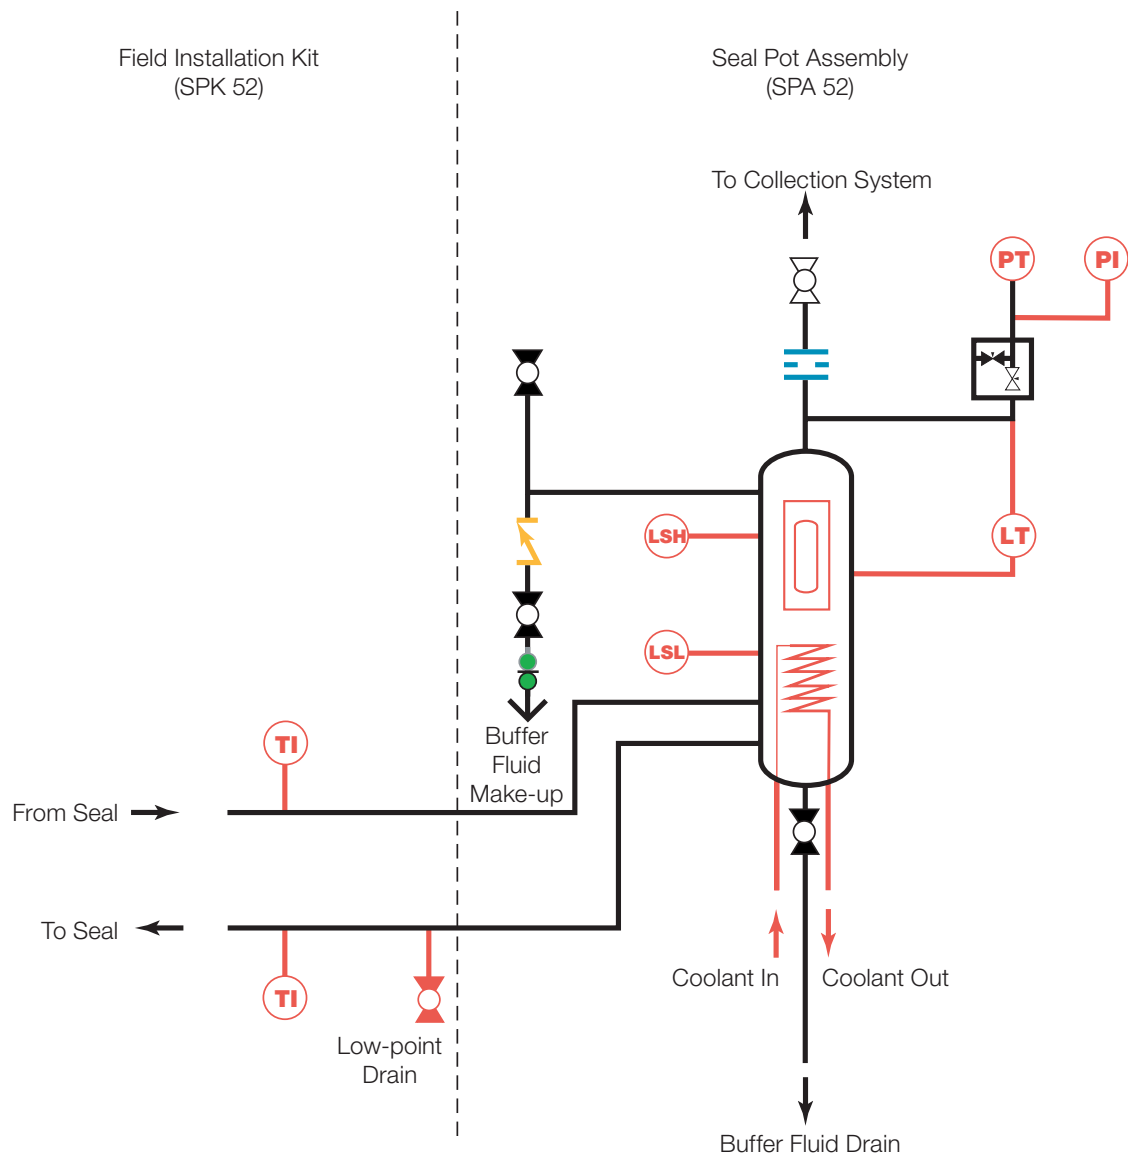 Field Installation Kit
(SPK 52)
Seal Pot Assembly
(SPA 52)
To Collection System
PT
PI
LSH
LT
LSL
TI
Buffer
Fluid
Make-up
From Seal
To Seal
TI
Coolant In
Coolant Out
Low-point
Drain
Buffer Fluid Drain